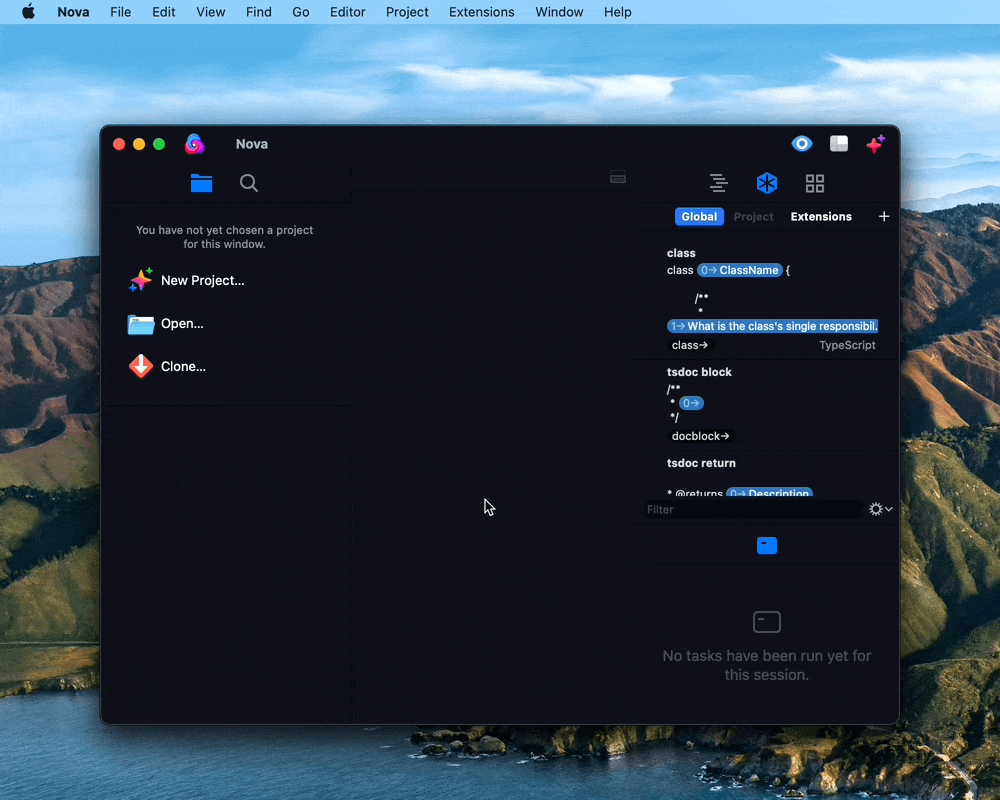 Nova File Edit View Find Go Editor Project Extensions Window Help
Nova
You have not yet chosen a project
for this window.
New Project...
Open...
Clone...
Global Project Extensions +
class
class 0→ ClassName {
/**
*
1→ What is the class's single responsibil.
class→ TypeScript
tsdoc block
/**
* 0→
*/
docblock→
tsdoc return
* @returns 0→ Description
Filter
No tasks have been run yet for
this session.